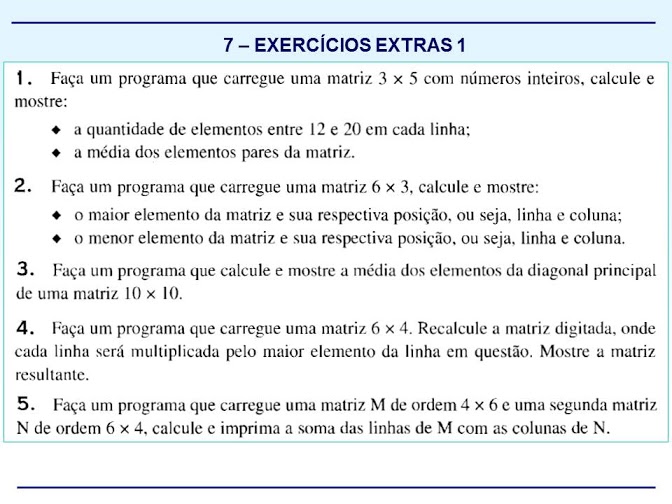 7 – EXERCÍCIOS EXTRAS 1
1. Faça um programa que carregue uma matriz 3 × 5 com números inteiros, calcule e
mostre:
◆ a quantidade de elementos entre 12 e 20 em cada linha;
◆ a média dos elementos pares da matriz.
2. Faça um programa que carregue uma matriz 6 × 3, calcule e mostre:
◆ o maior elemento da matriz e sua respectiva posição, ou seja, linha e coluna;
◆ o menor elemento da matriz e sua respectiva posição, ou seja, linha e coluna.
3. Faça um programa que calcule e mostre a média dos elementos da diagonal principal
de uma matriz 10 × 10.
4. Faça um programa que carregue uma matriz 6 × 4. Recalcule a matriz digitada, onde
cada linha será multiplicada pelo maior elemento da linha em questão. Mostre a matriz
resultante.
5. Faça um programa que carregue uma matriz M de ordem 4 × 6 e uma segunda matriz
N de ordem 6 × 4, calcule e imprima a soma das linhas de M com as colunas de N.